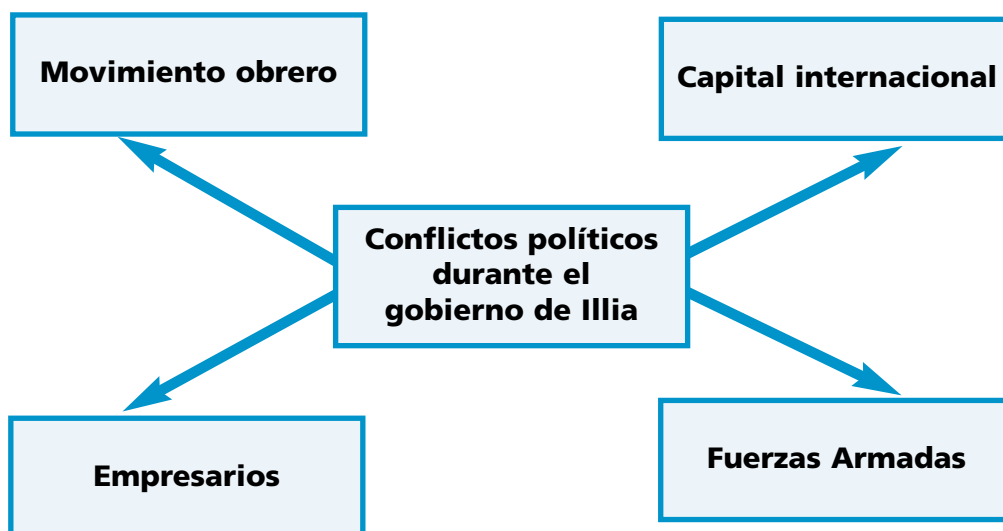 Movimiento obrero
Capital internacional
Conflictos políticos
durante el
gobierno de Illia
Empresarios
Fuerzas Armadas